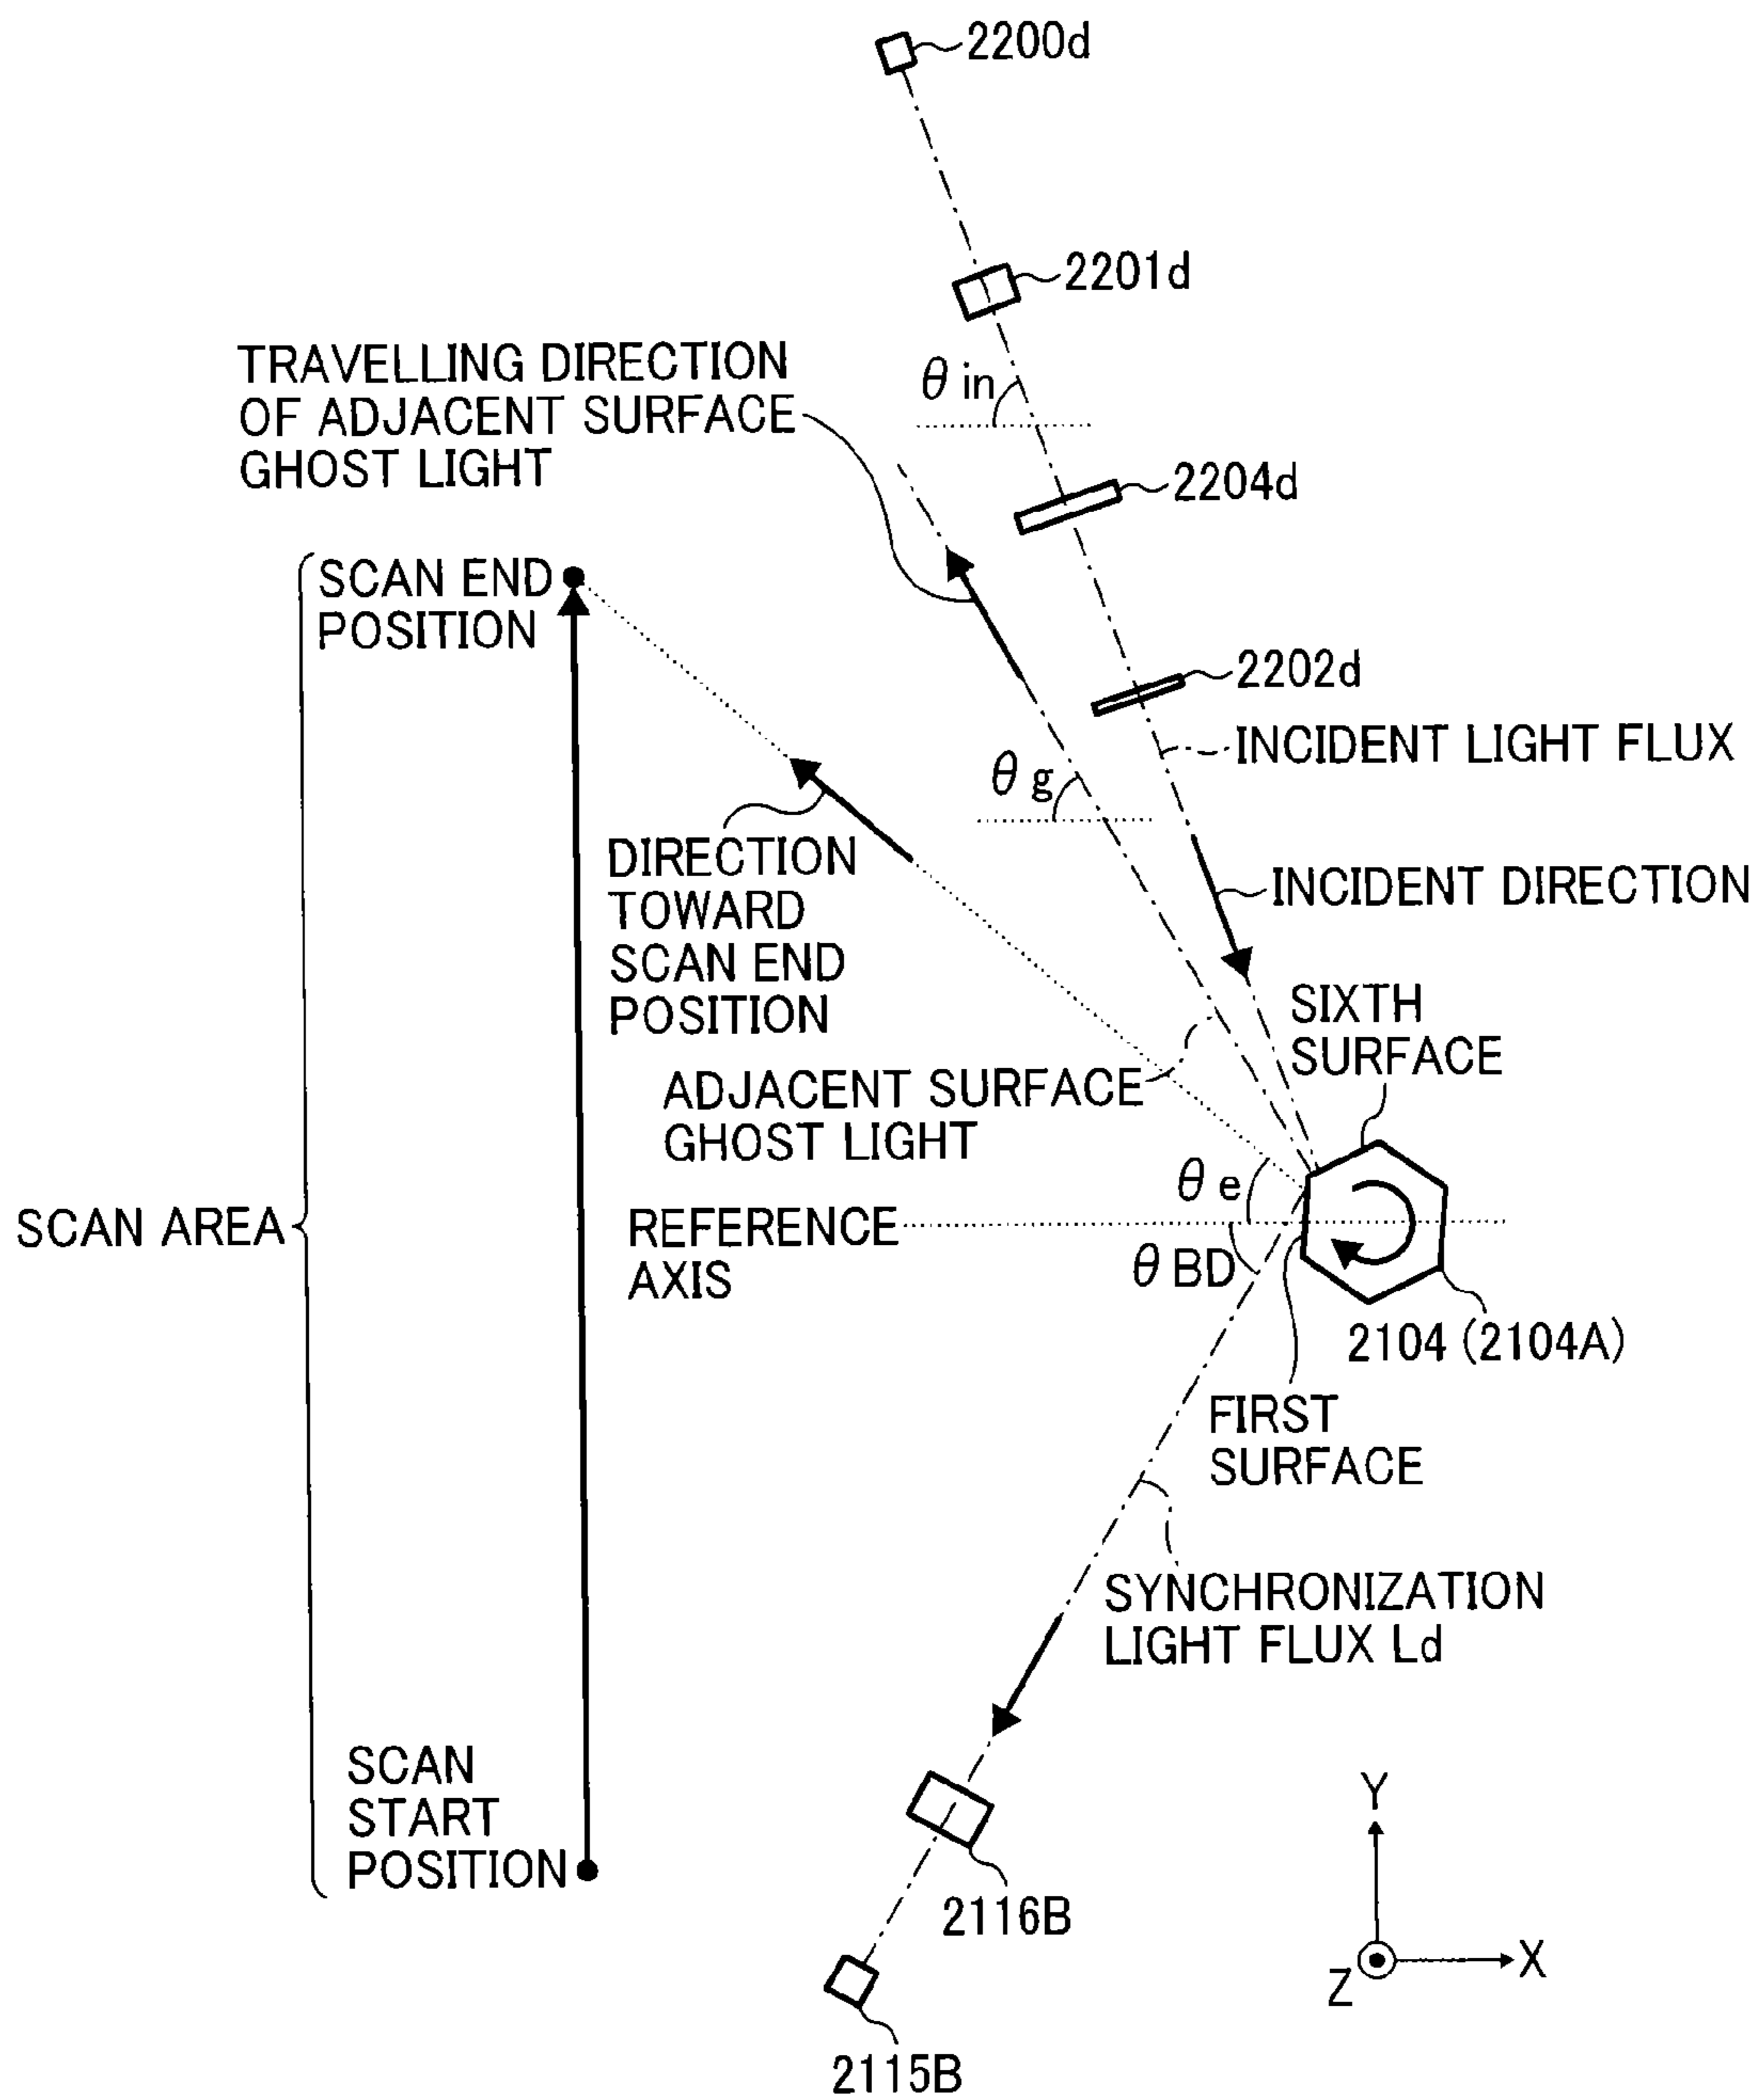 2200d
2201d
TRAVELLING DIRECTION
OF ADJACENT SURFACE
GHOST LIGHT
θ in
2204d
SCAN END
POSITION
2202d
INCIDENT LIGHT FLUX
θ g
DIRECTION
TOWARD
SCAN END
POSITION
INCIDENT DIRECTION
SIXTH
SURFACE
ADJACENT SURFACE
GHOST LIGHT
θ e
SCAN AREA
REFERENCE
AXIS
θ BD
2104 (2104A)
FIRST
SURFACE
SYNCHRONIZATION
LIGHT FLUX Ld
SCAN
START
POSITION
2116B
2115B
Y
X
Z